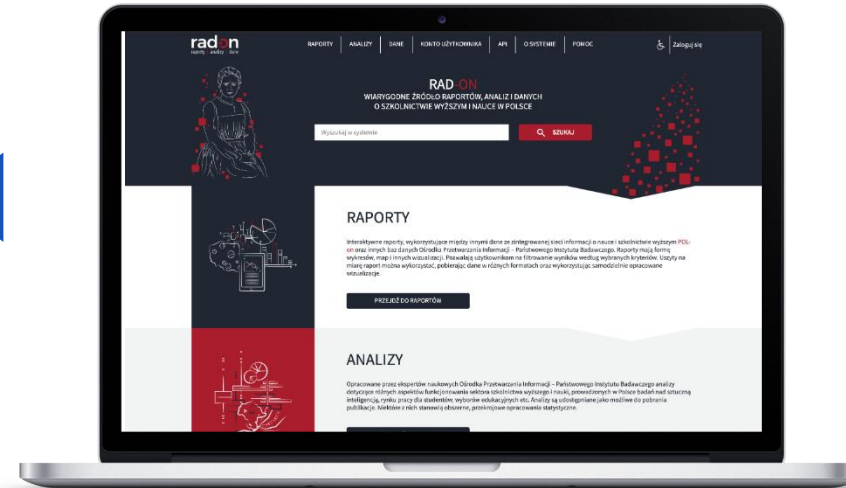 rad-on
raporty | analizy | dane
RAPORTY
ANALIZY
DANE
KONTO UŻYTKOWNIKA
API
O SYSTEMIE
POMOC
Zaloguj się
RAD-ON
WIARYGODNE ŹRÓDŁO RAPORTÓW, ANALIZ I DANYCH
O SZKOLNICTWIE WYŻSZYM I NAUCE W POLSCE
Wyszukaj w systemie
SZUKAJ
RAPORTY
Interaktywne raporty, wykorzystujące między innymi dane ze zintegrowanej sieci informacji o nauce i szkolnictwie wyższym POL-
on oraz innych baz danych Ośrodka Przetwarzania Informacji – Państwowego Instytutu Badawczego. Raporty mają formę
wykresów, map i innych wizualizacji. Pozwalają użytkownikom na filtrowanie wyników według wybranych kryteriów. Uszyty na
miarę raport można wykorzystać, pobierając dane w różnych formatach oraz wykorzystując samodzielnie opracowane
wizualizacje.
PRZEJDŹ DO RAPORTÓW
ANALIZY
Opracowane przez ekspertów naukowych Ośrodka Przetwarzania Informacji – Państwowego Instytutu Badawczego analizy
dotyczące różnych aspektów funkcjonowania sektora szkolnictwa wyższego i nauki, prowadzonych w Polsce badań nad sztuczną
inteligencją, rynku pracy dla studentów, wyborów edukacyjnych etc. Analizy są udostępniane jako możliwe do pobrania
publikacje. Niektóre z nich stanowią obszerne, przekrojowe opracowania statystyczne.